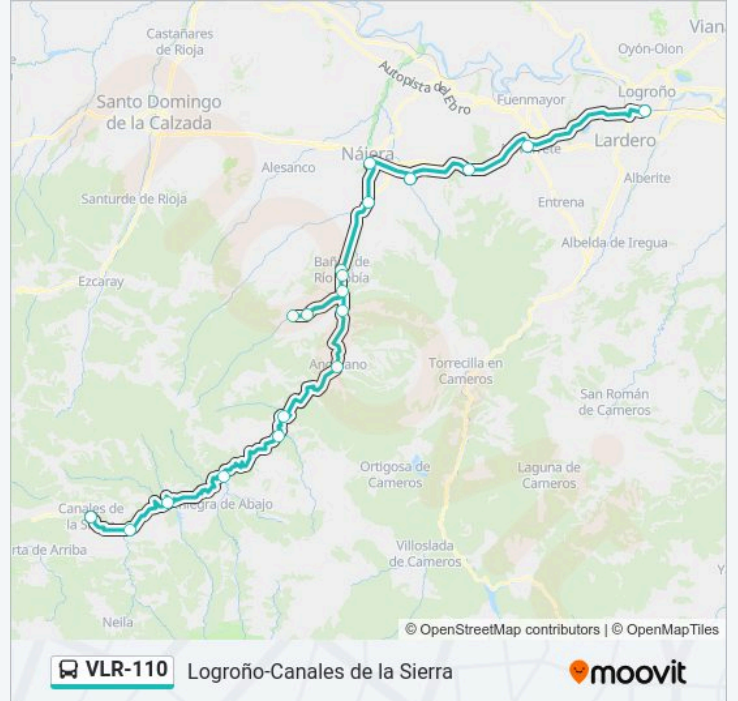 Castañares
de Rioja
Viana
Oyón-Oion
Autopista del Ebro
Santo Domingo
de la Calzada
Fuenmayor
Logroño
Lardero
Nájera
Alesanco
Alberite
Santurde de Rioja
Entrena
Albelda de Iregua
Ezcaray
Torrecilla en
Cameros
San Román
de Cameros
Ortigosa de
Cameros
Laguna de
Cameros
Canales de
Villoslada
de Cameros
Neila
© OpenStreetMap contributors | © OpenMapTiles
VLR-110 Logroño-Canales de la Sierra
moovit